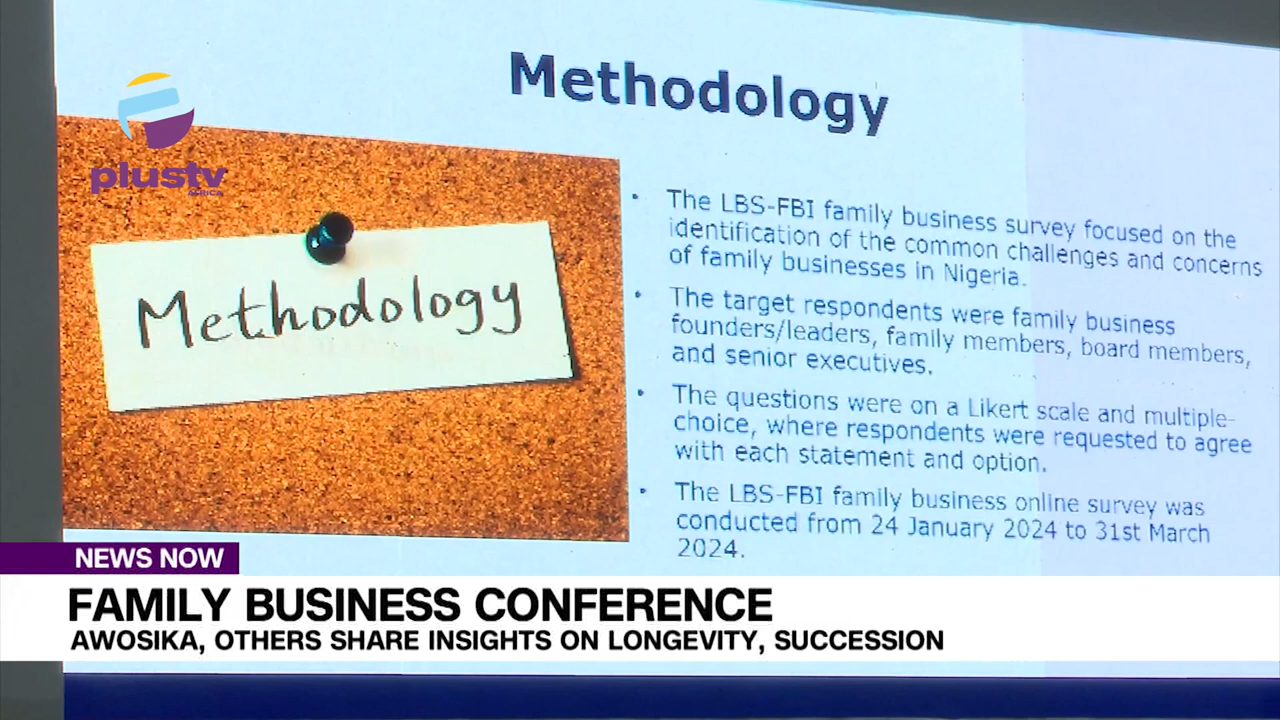 Methodology
plustv
AFRICA
Methodology
• The LBS-FBI family business survey focused on the
identification of the common challenges and concerns
of family businesses in Nigeria.
• The target respondents were family business
founders/leaders, family members, board members,
and senior executives.
• The questions were on a Likert scale and multiple-
choice, where respondents were requested to agree
with each statement and option.
• The LBS-FBI family business online survey was
conducted from 24 January 2024 to 31st March
2024.
NEWS NOW
FAMILY BUSINESS CONFERENCE
AWOSIKA, OTHERS SHARE INSIGHTS ON LONGEVITY, SUCCESSION